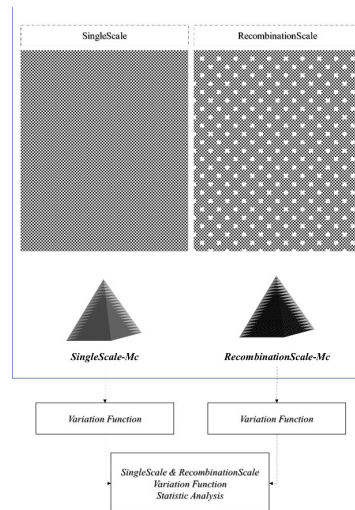 SingleScale
RecombinationScale
SingleScale-Mc
RecombinationScale-Mc
Variation Function
Variation Function
SingleScale & RecombinationScale
Variation Function
Statistic Analysis